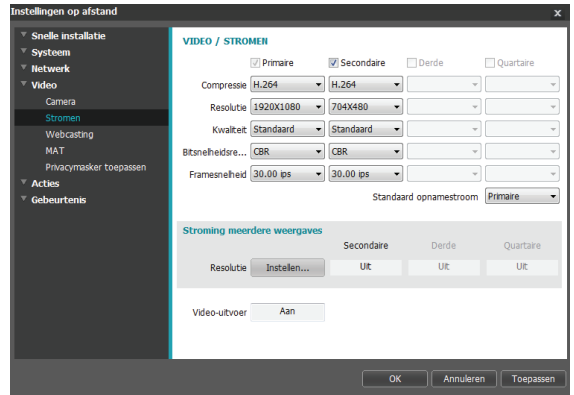 Instellingen op afstand x
Snelle installatie
Systeem
Netwerk
Video
Camera
Stromen
Webcasting
MAT
Privacymasker toepassen
Acties
Gebeurtenis
VIDEO / STROMEN
Primaire Secondaire Derde Quartaire
Compressie H.264 H.264
Resolutie 1920X1080 704X480
Kwaliteit Standaard Standaard
Bitsnelheidsre... CBR CBR
Framesnelheid 30.00 ips 30.00 ips
Standaard opnamestroom Primaire
Stroming meerdere weergaves
Secondaire Derde Quartaire
Resolutie Instellen... Uit Uit Uit
Video-uitvoer Aan
OK Annuleren Toepassen